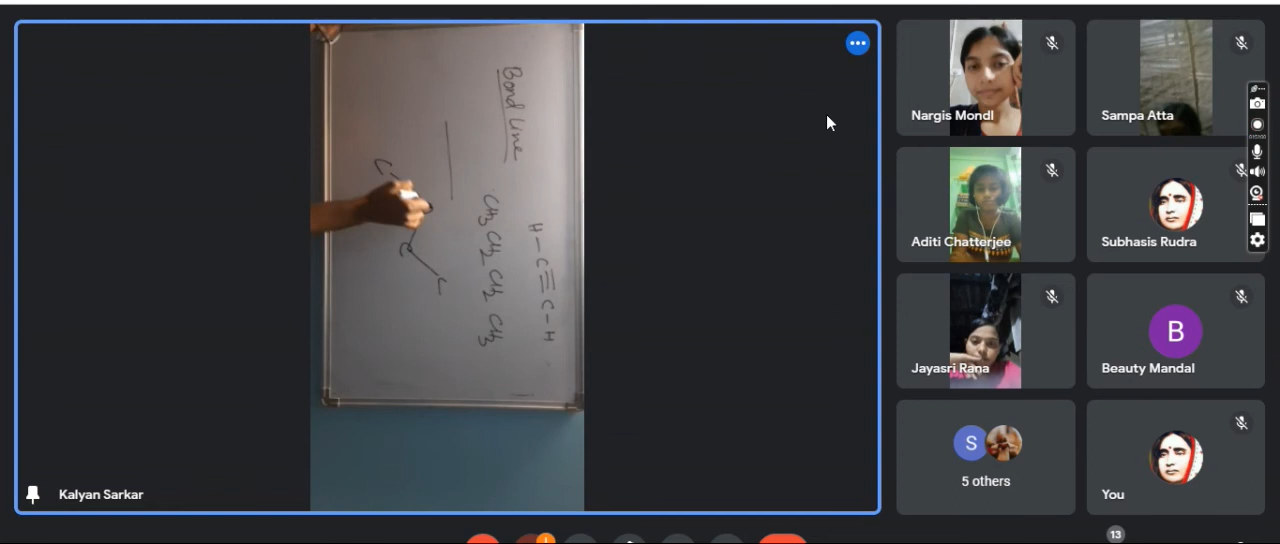 Nargis Mondl
Sampa Atta
Aditi Chatterjee
Subhasis Rudra
Jayasri Rana
B
Beauty Mandal
S
5 others
You
13
Kalyan Sarkar
H-C≡C-H
Bond line
CH3 CH2 CH2 CH3
C
C
C